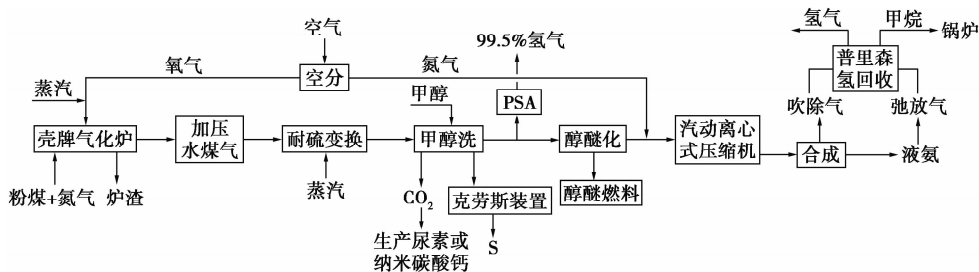 空气
99.5%氢气
氢气
甲烷
锅炉
普里森
氢回收
氧气
空分
氮气
蒸汽
甲醇
PSA
吹除气
弛放气
壳牌气化炉
加压
水煤气
耐硫变换
甲醇洗
醇醚化
汽动离心
式压缩机
合成
液氨
粉煤+氮气
炉渣
蒸汽
CO₂
克劳斯装置
醇醚燃料
生产尿素或
纳米碳酸钙
S